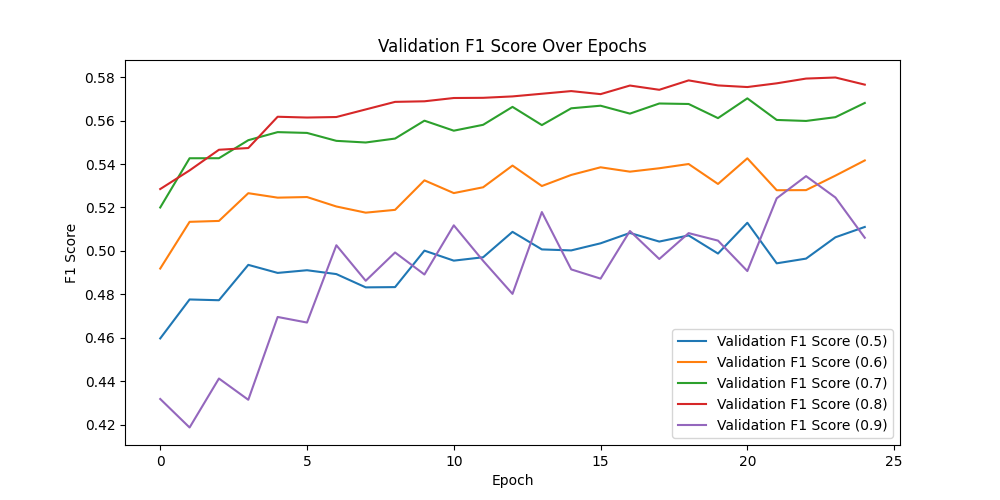 Validation F1 Score Over Epochs
F1 Score
0.58
0.56
0.54
0.52
0.50
0.48
0.46
0.44
0.42
Validation F1 Score (0.5)
Validation F1 Score (0.6)
Validation F1 Score (0.7)
Validation F1 Score (0.8)
Validation F1 Score (0.9)
0 5 10 15 20 25
Epoch